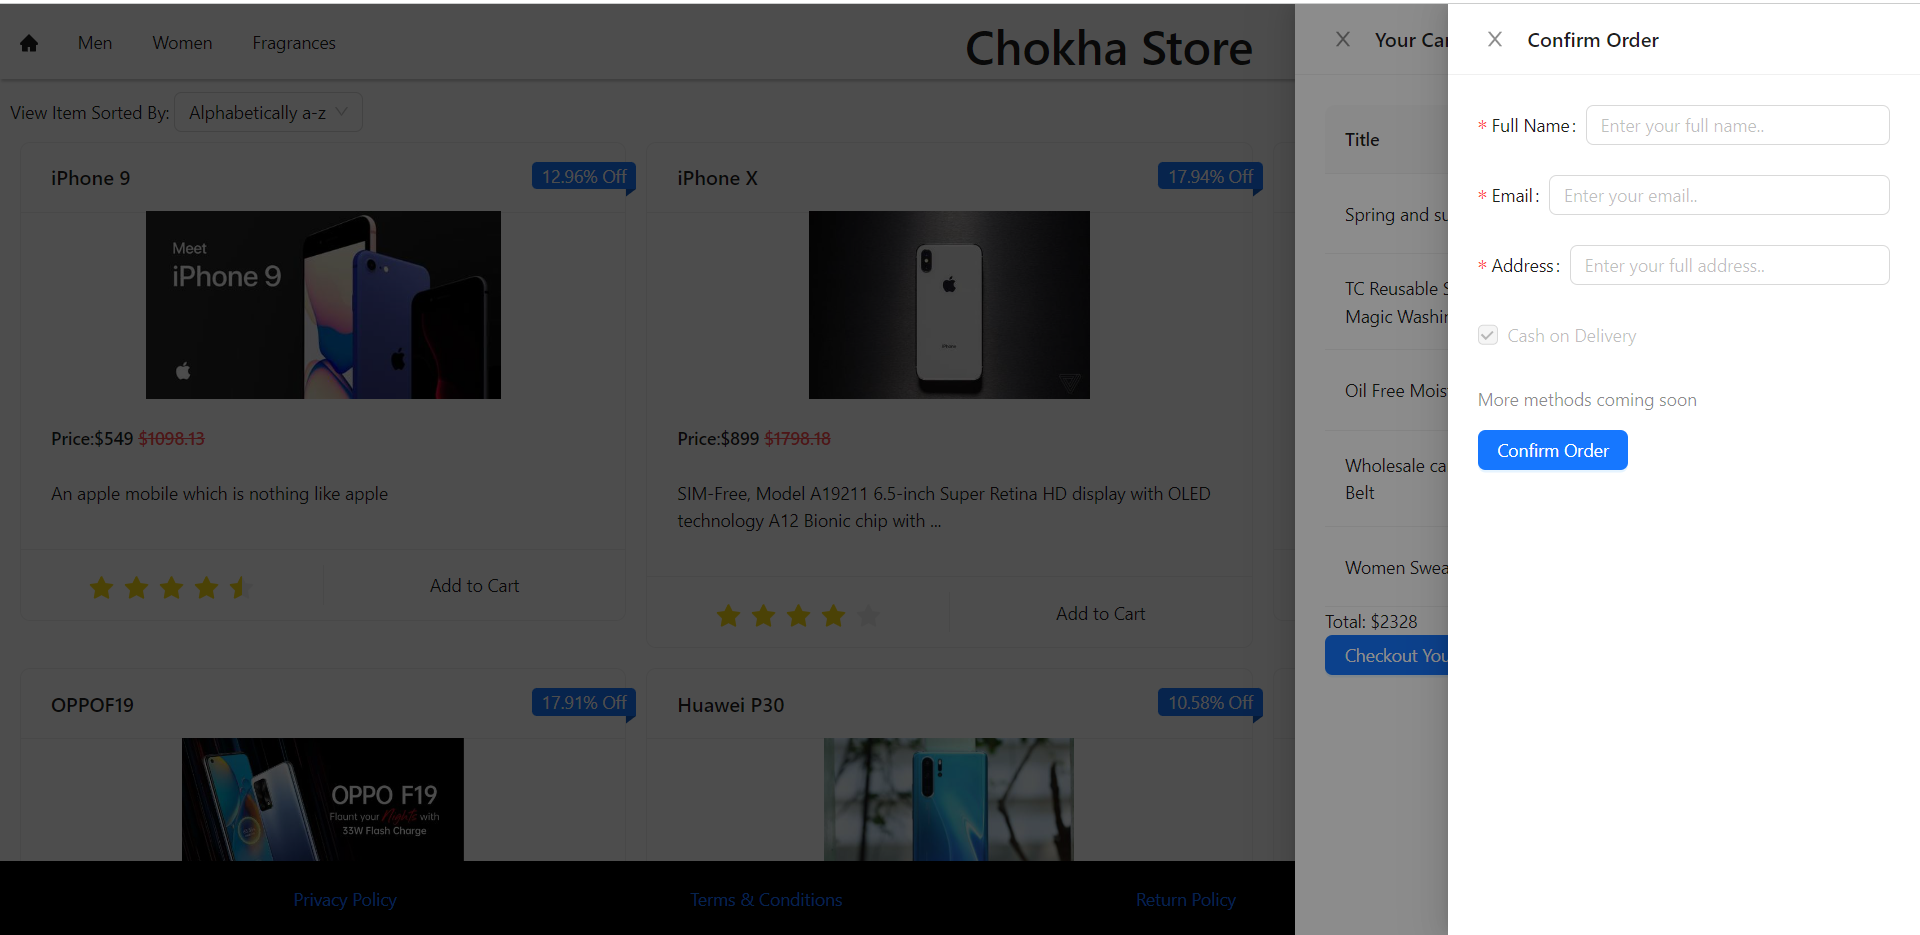 Men Women Fragrances
Chokha Store
View Item Sorted By: Alphabetically a-z
iPhone 9
12.96% Off
Meet
iPhone 9
Price:$549 $1098.13
An apple mobile which is nothing like apple
Add to Cart
iPhone X
17.94% Off
iPhone
Price:$899 $1798.18
SIM-Free, Model A19211 6.5-inch Super Retina HD display with OLED
technology A12 Bionic chip with ...
Add to Cart
OPPOF19
17.91% Off
OPPO F19
Flaunt your Nights with
33W Flash Charge
Huawei P30
10.58% Off
Privacy Policy
Terms & Conditions
Return Policy
Your Car
Title
Spring and su
TC Reusable S
Magic Washin
Oil Free Mois
Wholesale ca
Belt
Women Swea
Total: $2328
Checkout You
Confirm Order
* Full Name: Enter your full name..
* Email: Enter your email..
* Address: Enter your full address..
Cash on Delivery
More methods coming soon
Confirm Order